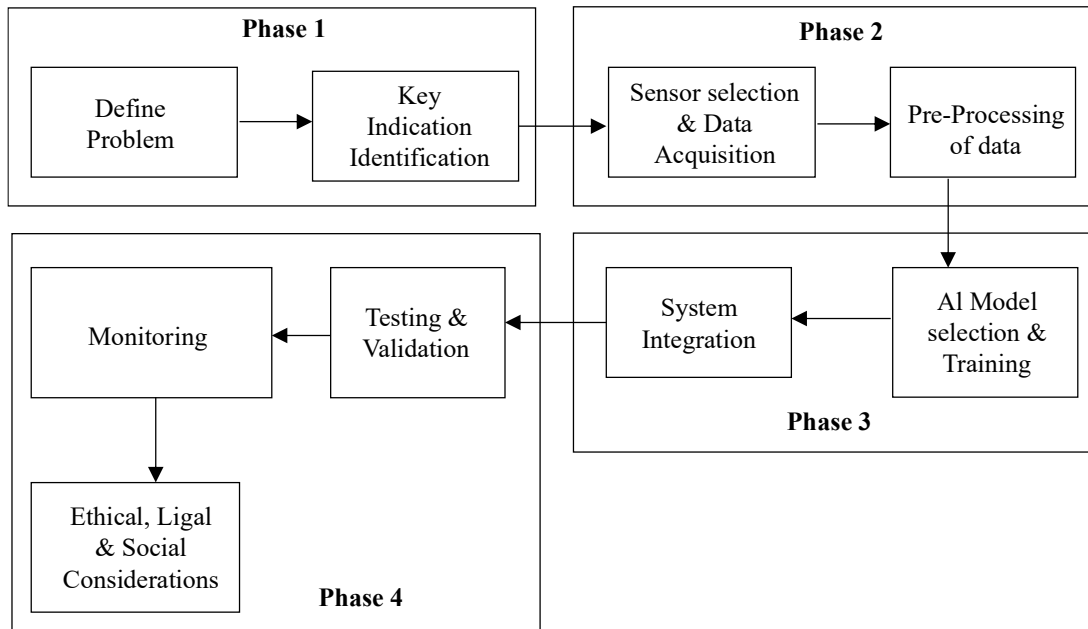 Phase 1
Define
Problem
Key
Indication
Identification
Phase 2
Sensor selection
& Data
Acquisition
Pre-Processing
of data
AI Model
selection &
Training
System
Integration
Phase 3
Testing &
Validation
Monitoring
Ethical, Ligal
& Social
Considerations
Phase 4